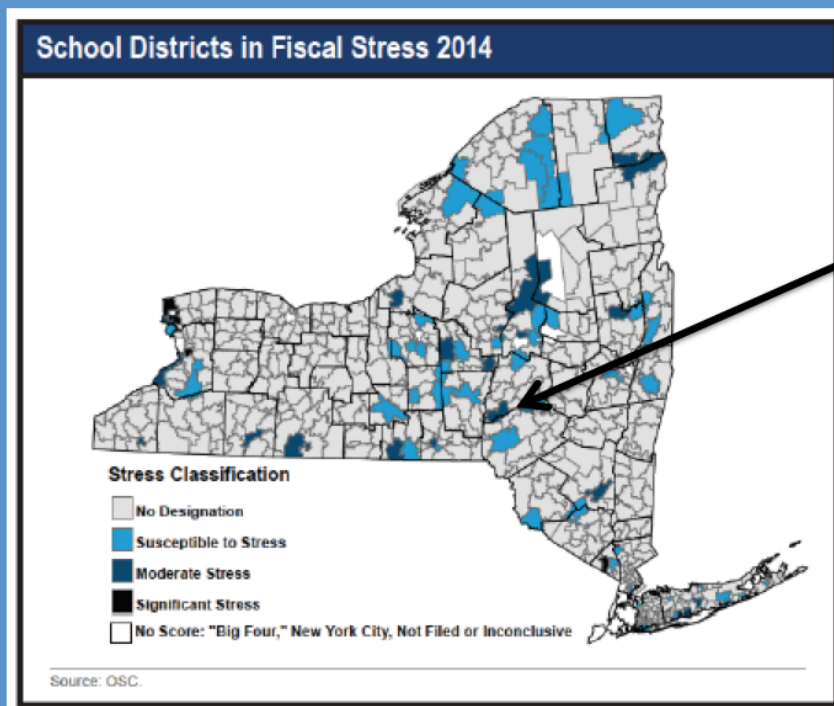 School Districts in Fiscal Stress 2014
Stress Classification
No Designation
Susceptible to Stress
Moderate Stress
Significant Stress
No Score: "Big Four," New York City, Not Filed or Inconclusive
Source: OSC.